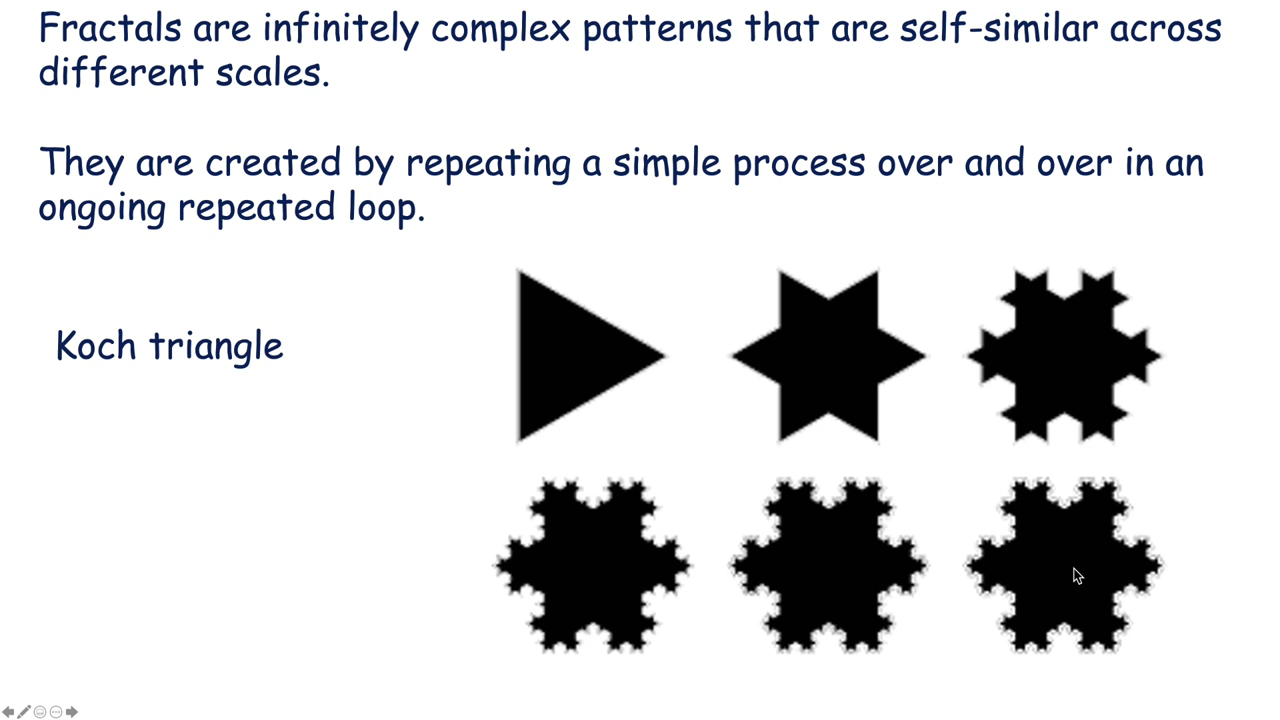 Fractals are infinitely complex patterns that are self-similar across
different scales.
They are created by repeating a simple process over and over in an
ongoing repeated loop.
Koch triangle